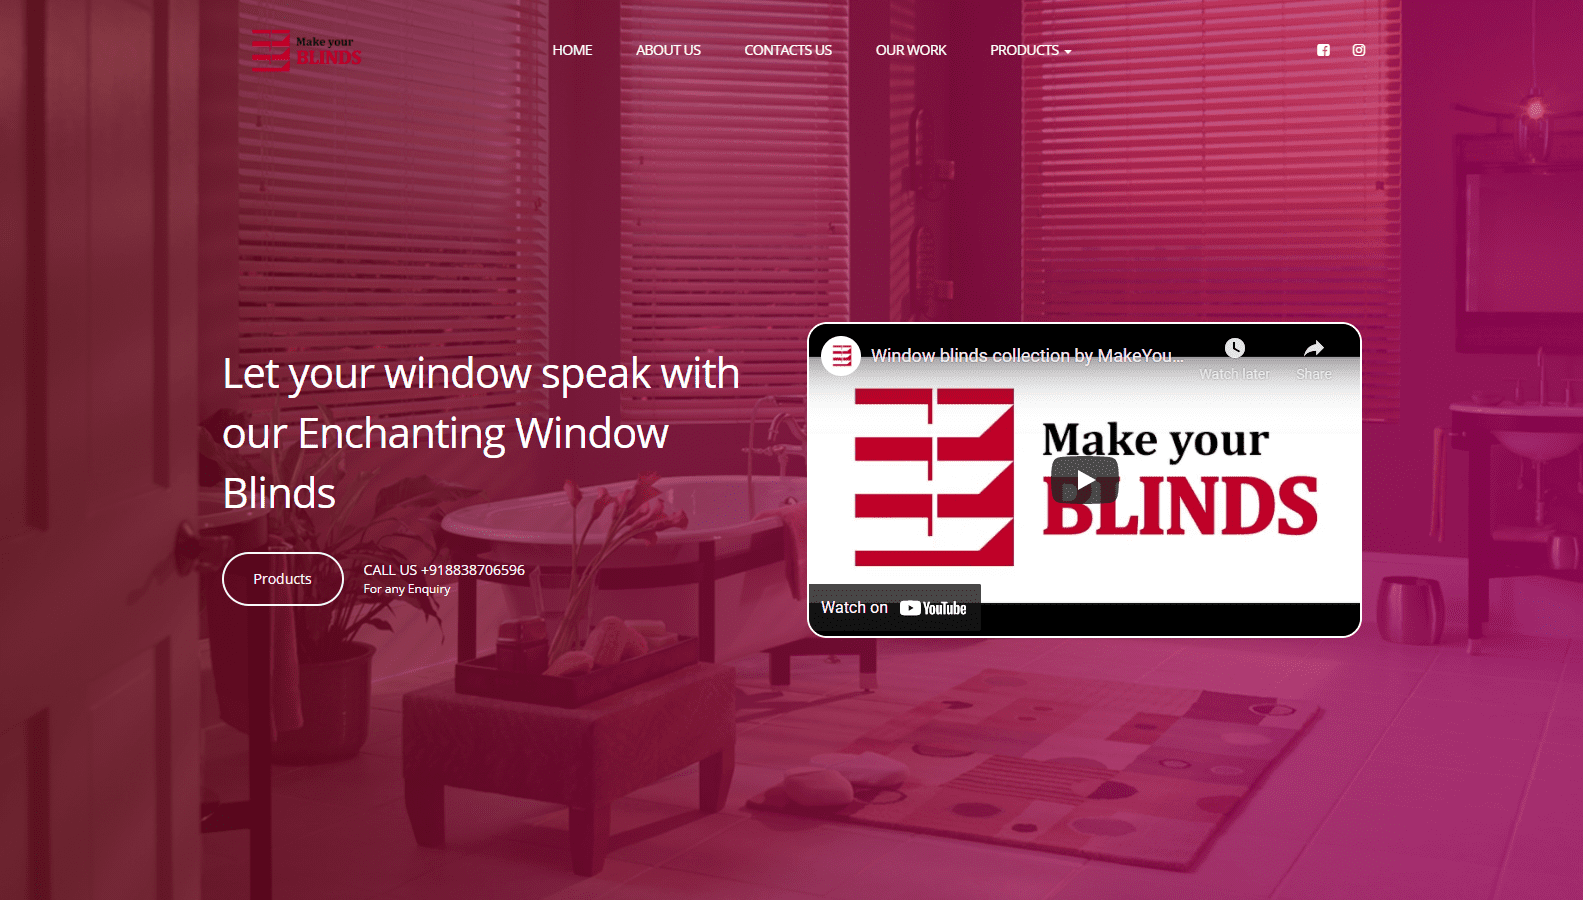 Make your
BLINDS
HOME
ABOUT US
CONTACTS US
OUR WORK
PRODUCTS
Let your window speak with
our Enchanting Window
Blinds
Products
CALL US +918838706596
For any Enquiry
Window blinds collection by MakeYou...
Watch later
Share
Make your
BLINDS
Watch on YouTube